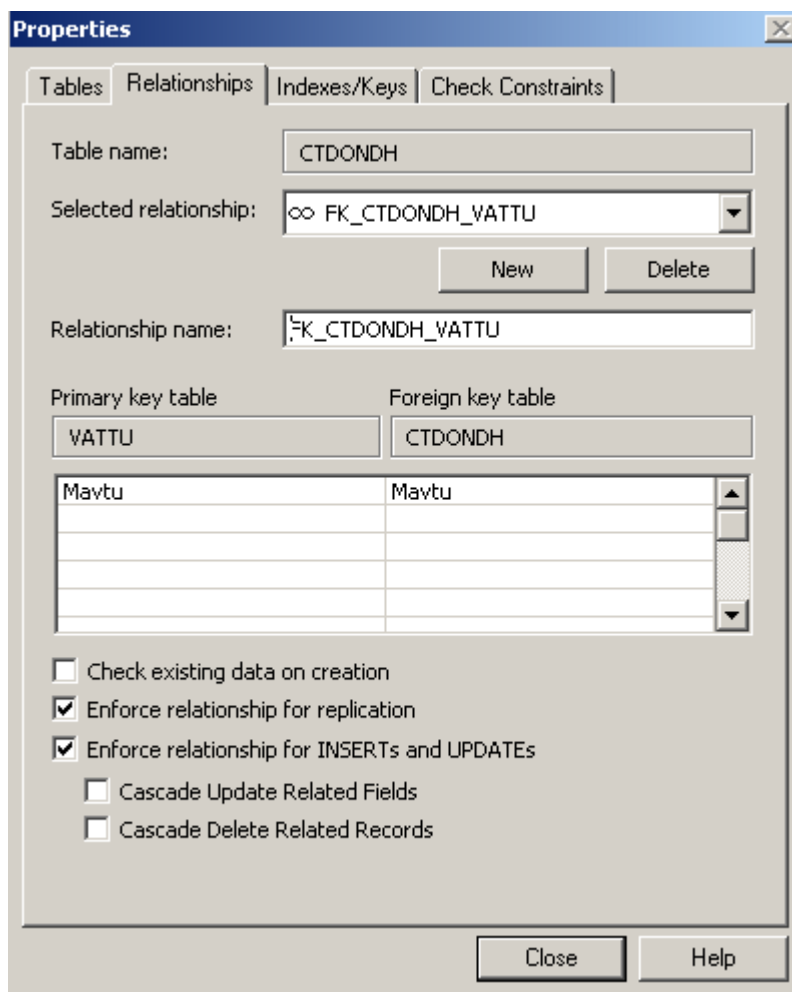 Properties
Tables Relationships Indexes/Keys Check Constraints
Table name: CTDONDH
Selected relationship: ∞ FK_CTDONDH_VATTU
New Delete
Relationship name: FK_CTDONDH_VATTU
Primary key table Foreign key table
VATTU CTDONDH
Mavtu Mavtu
Check existing data on creation
Enforce relationship for replication
Enforce relationship for INSERTs and UPDATEs
Cascade Update Related Fields
Cascade Delete Related Records
Close Help